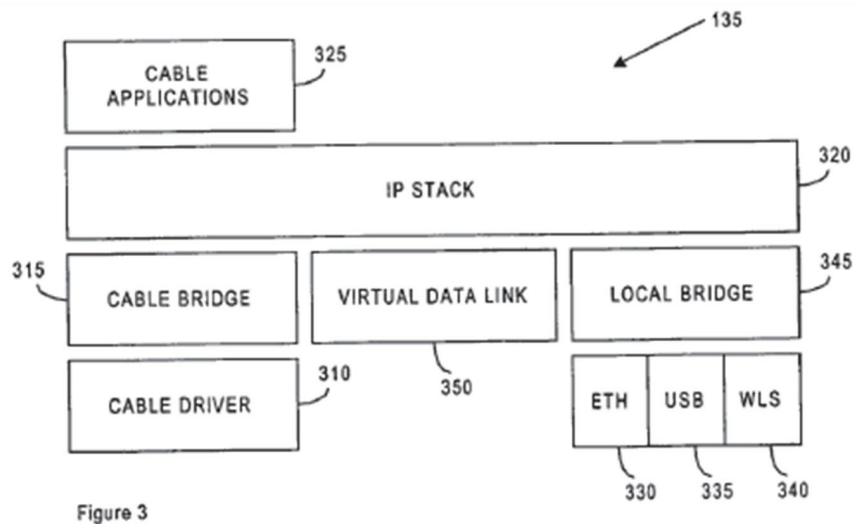 135
325
CABLE
APPLICATIONS
320
IP STACK
315
345
CABLE BRIDGE
VIRTUAL DATA LINK
LOCAL BRIDGE
310
350
CABLE DRIVER
ETH
USB
WLS
330
335
340
Figure 3